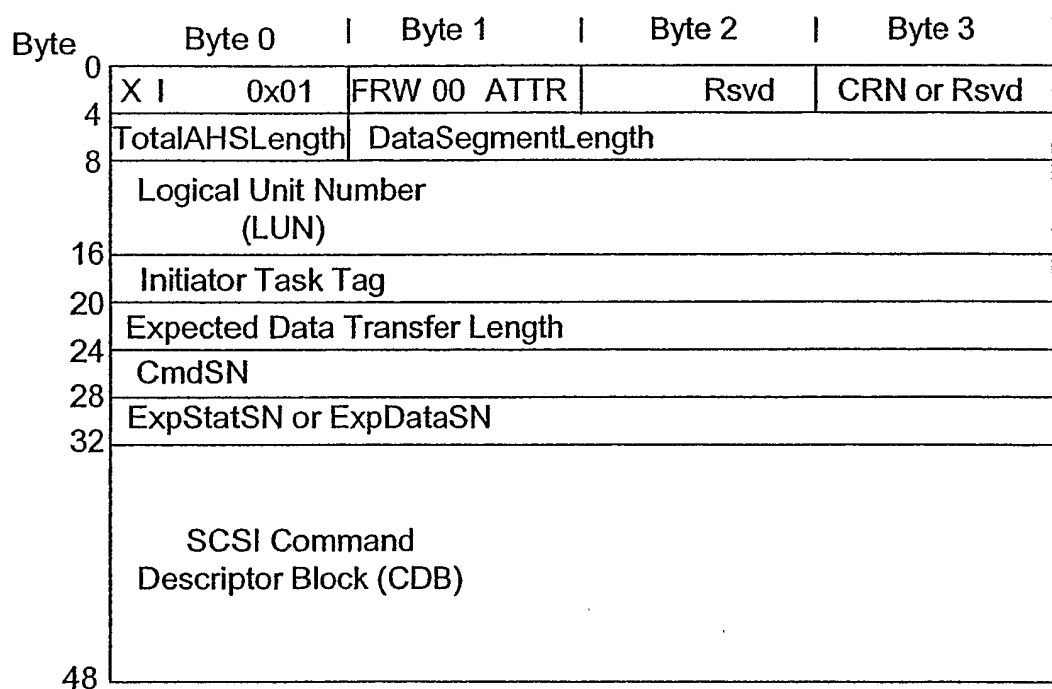 Byte Byte 0 | Byte 1 | Byte 2 | Byte 3
0
X I 0x01 FRW 00 ATTR Rsvd CRN or Rsvd
4
TotalAHSLength DataSegmentLength
8
Logical Unit Number
(LUN)
16
Initiator Task Tag
20
Expected Data Transfer Length
24
CmdSN
28
ExpStatSN or ExpDataSN
32
SCSI Command
Descriptor Block (CDB)
48